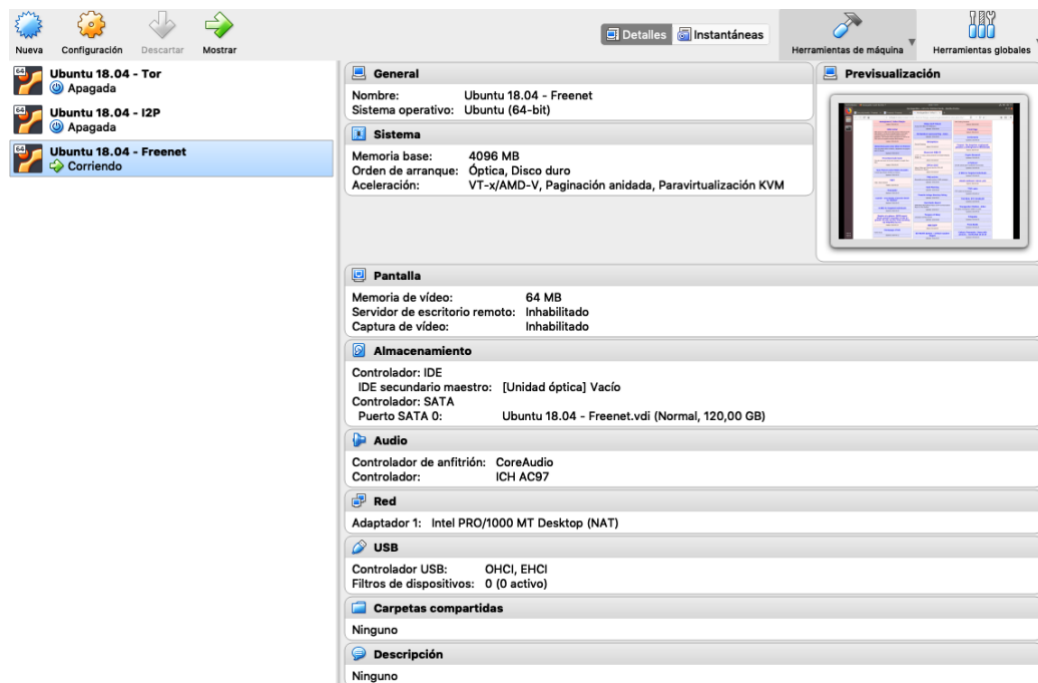 Nueva
Configuración
Descartar
Mostrar
Detalles
Instantáneas
Herramientas de máquina
Herramientas globales
64
Ubuntu 18.04 - Tor
Apagada
64
Ubuntu 18.04 - I2P
Apagada
64
Ubuntu 18.04 - Freenet
Corriendo
General
Nombre: Ubuntu 18.04 - Freenet
Sistema operativo: Ubuntu (64-bit)
Sistema
Memoria base: 4096 MB
Orden de arranque: Óptica, Disco duro
Aceleración: VT-x/AMD-V, Paginación anidada, Paravirtualización KVM
Previsualización
Pantalla
Memoria de vídeo: 64 MB
Servidor de escritorio remoto: Inhabilitado
Captura de vídeo: Inhabilitado
Almacenamiento
Controlador: IDE
IDE secundario maestro: [Unidad óptica] Vacío
Controlador: SATA
Puerto SATA 0: Ubuntu 18.04 - Freenet.vdi (Normal, 120,00 GB)
Audio
Controlador de anfitrión: CoreAudio
Controlador: ICH AC97
Red
Adaptador 1: Intel PRO/1000 MT Desktop (NAT)
USB
Controlador USB: OHCI, EHCI
Filtros de dispositivos: 0 (0 activo)
Carpetas compartidas
Ninguno
Descripción
Ninguno